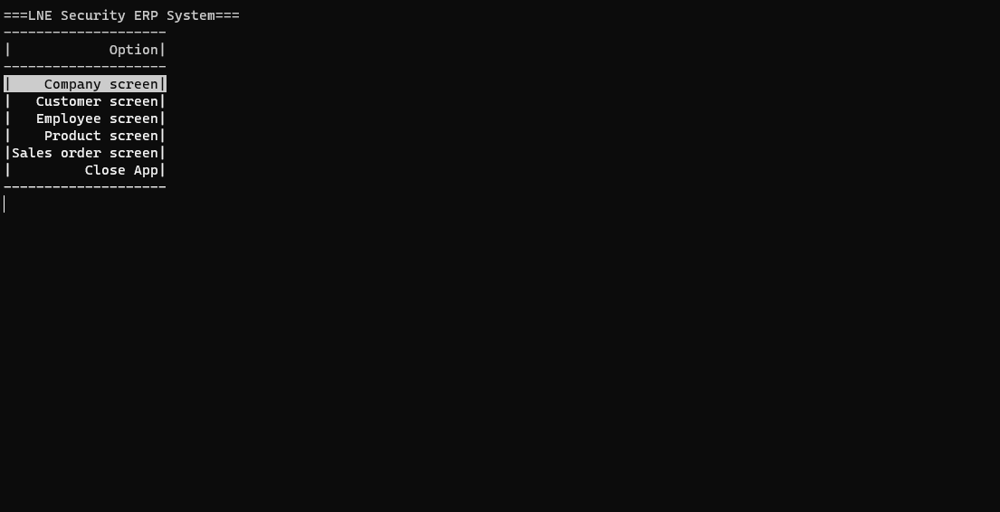 ===LNE Security ERP System===
--------------------
|            Option|
--------------------
|    Company screen|
|   Customer screen|
|   Employee screen|
|    Product screen|
|Sales order screen|
|         Close App|
--------------------